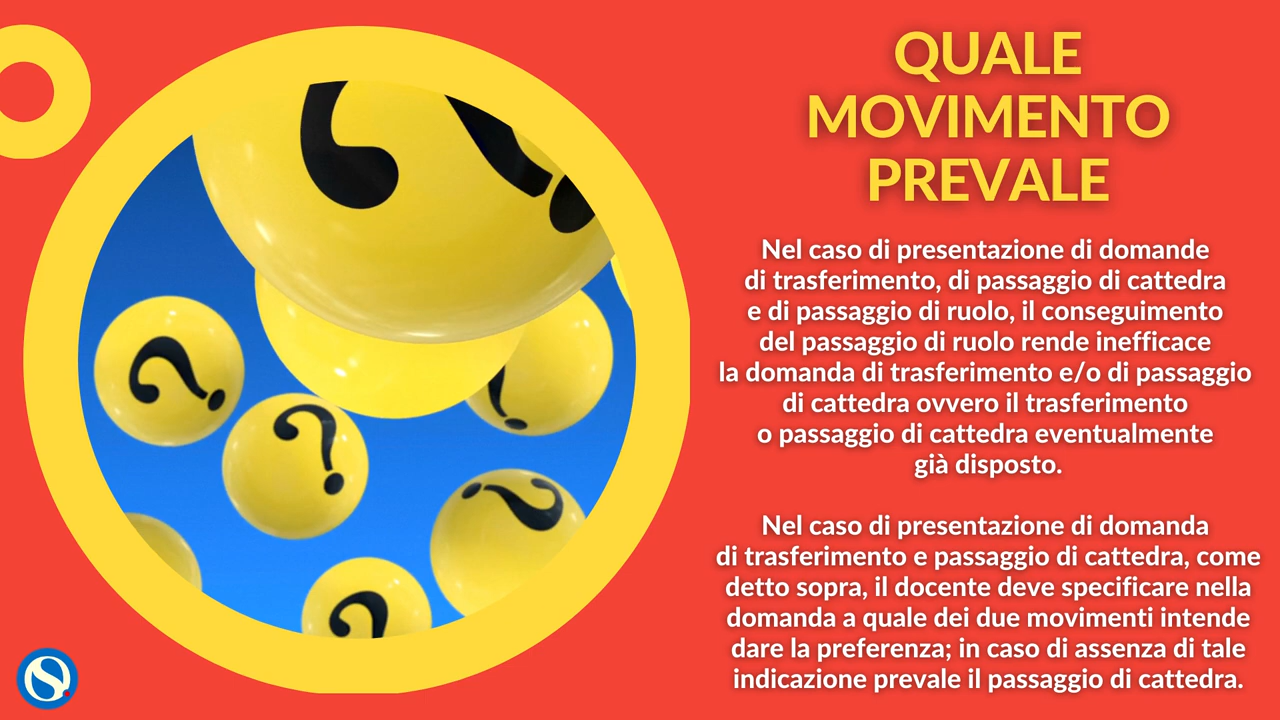 QUALE
MOVIMENTO
PREVALE
Nel caso di presentazione di domande
di trasferimento, di passaggio di cattedra
e di passaggio di ruolo, il conseguimento
del passaggio di ruolo rende inefficace
la domanda di trasferimento e/o di passaggio
di cattedra ovvero il trasferimento
o passaggio di cattedra eventualmente
già disposto.
Nel caso di presentazione di domanda
di trasferimento e passaggio di cattedra, come
detto sopra, il docente deve specificare nella
domanda a quale dei due movimenti intende
dare la preferenza; in caso di assenza di tale
indicazione prevale il passaggio di cattedra.
?
?
?
?
?
?
S